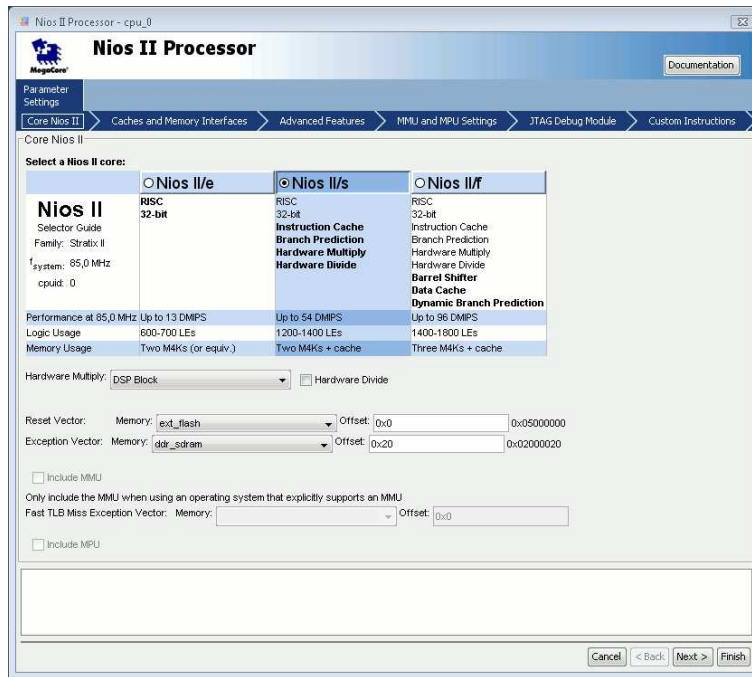 Nios II Processor - cpu_0
MegaCore®
Nios II Processor
Documentation
Parameter
Settings
Core Nios II
Caches and Memory Interfaces
Advanced Features
MMU and MPU Settings
JTAG Debug Module
Custom Instructions
Core Nios II
Select a Nios II core:
Nios II/e
Nios II/s
Nios II/f
Nios II
Selector Guide
Family: Stratix II
fsystem: 85,0 MHz
cpuid: 0
RISC
32-bit
RISC
32-bit
Instruction Cache
Branch Prediction
Hardware Multiply
Hardware Divide
RISC
32-bit
Instruction Cache
Branch Prediction
Hardware Multiply
Hardware Divide
Barrel Shifter
Data Cache
Dynamic Branch Prediction
Performance at 85,0 MHz Up to 13 DMIPS Up to 54 DMIPS Up to 96 DMIPS
Logic Usage 600-700 LEs 1200-1400 LEs 1400-1800 LEs
Memory Usage Two M4Ks (or equiv.) Two M4Ks + cache Three M4Ks + cache
Hardware Multiply: DSP Block Hardware Divide
Reset Vector: Memory: ext_flash Offset: 0x0 0x05000000
Exception Vector: Memory: ddr_sdram Offset: 0x20 0x02000020
Include MMU
Only include the MMU when using an operating system that explicitly supports an MMU
Fast TLB Miss Exception Vector: Memory: Offset: 0x0
Include MPU
Cancel < Back Next > Finish